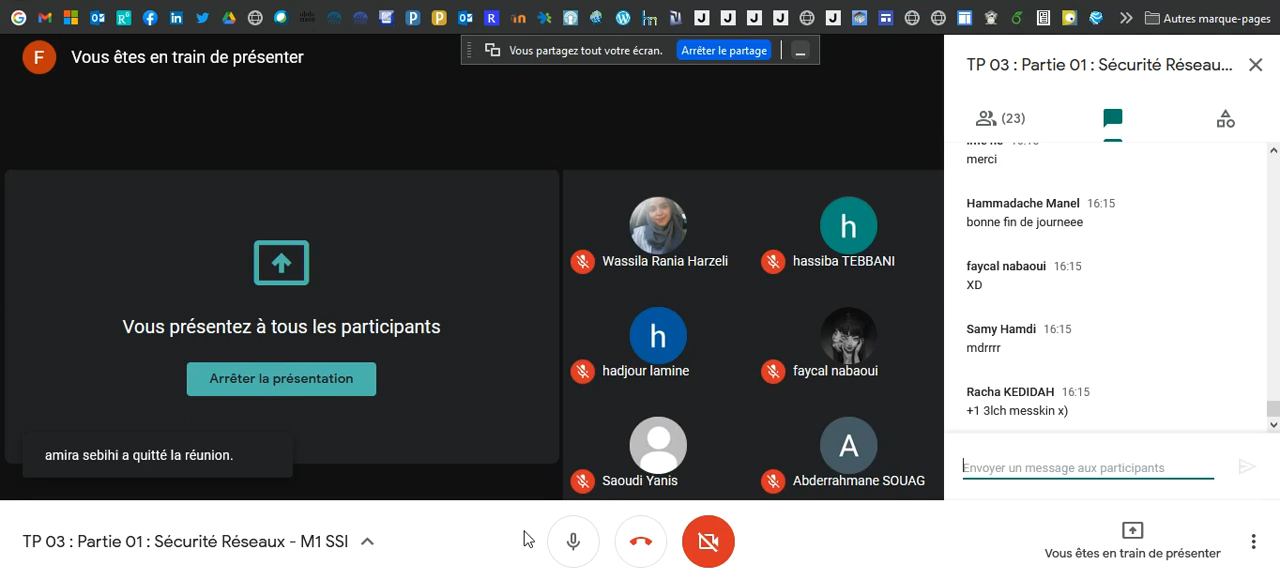 Autres marque-pages
F
Vous êtes en train de présenter
Vous partagez tout votre écran.
Arrêter le partage
Vous présentez à tous les participants
Arrêter la présentation
amira sebihi a quitté la réunion.
Wassila Rania Harzeli
h
hassiba TEBBANI
h
hadjour lamine
faycal nabaoui
Saoudi Yanis
A
Abderrahmane SOUAG
TP 03 : Partie 01 : Sécurité Réseau...
(23)
16:15
merci
Hammadache Manel 16:15
bonne fin de journeee
faycal nabaoui 16:15
XD
Samy Hamdi 16:15
mdrrrr
Racha KEDIDAH 16:15
+1 3lch messkin x)
Envoyer un message aux participants
TP 03 : Partie 01 : Sécurité Réseaux - M1 SSI
Vous êtes en train de présenter